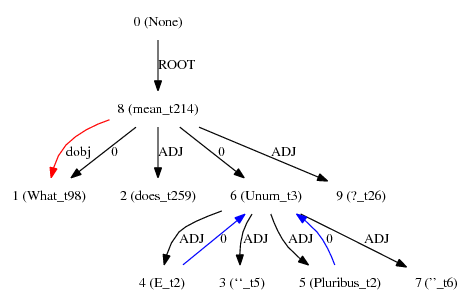 0 (None)
ROOT
8 (mean_t214)
dobj 0 ADJ 0 ADJ
1 (What_t98) 2 (does_t259) 6 (Unum_t3) 9 (?_t26)
ADJ 0 ADJ ADJ 0 ADJ
4 (E_t2) 3 (‘‘_t5) 5 (Pluribus_t2) 7 (’’_t6)